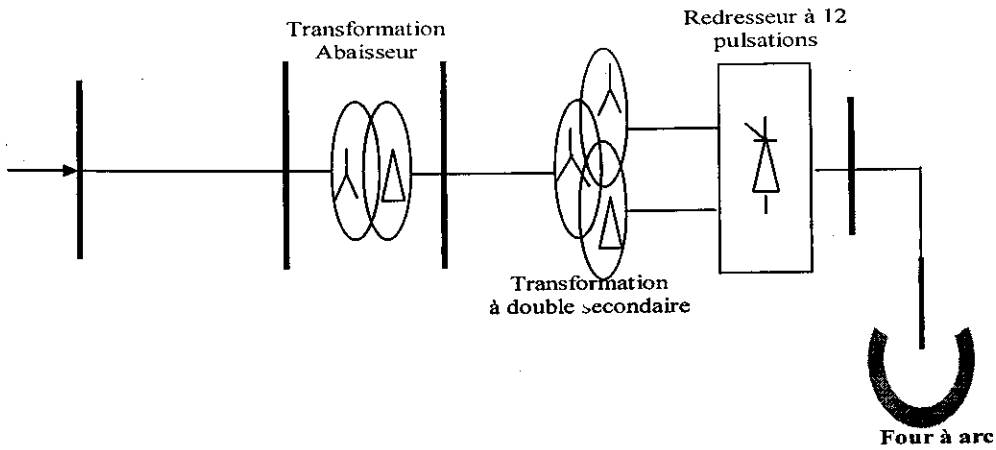 Transformation
Abaisseur
Redresseur à 12
pulsations
Transformation
à double secondaire
Four à arc